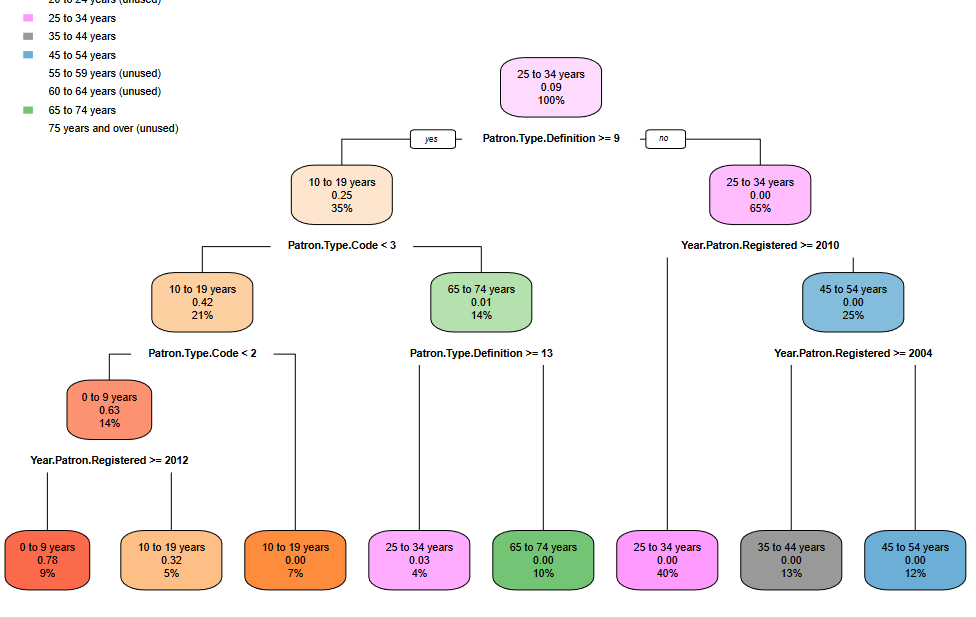 20 to 24 years (unused)
25 to 34 years
35 to 44 years
45 to 54 years
55 to 59 years (unused)
60 to 64 years (unused)
65 to 74 years
75 years and over (unused)
25 to 34 years
0.09
100%
yes
Patron.Type.Definition >= 9
no
10 to 19 years
0.25
35%
25 to 34 years
0.00
65%
Patron.Type.Code < 3
Year.Patron.Registered >= 2010
10 to 19 years
0.42
21%
65 to 74 years
0.01
14%
45 to 54 years
0.00
25%
Patron.Type.Code < 2
Patron.Type.Definition >= 13
Year.Patron.Registered >= 2004
0 to 9 years
0.63
14%
Year.Patron.Registered >= 2012
0 to 9 years
0.78
9%
10 to 19 years
0.32
5%
10 to 19 years
0.00
7%
25 to 34 years
0.03
4%
65 to 74 years
0.00
10%
25 to 34 years
0.00
40%
35 to 44 years
0.00
13%
45 to 54 years
0.00
12%